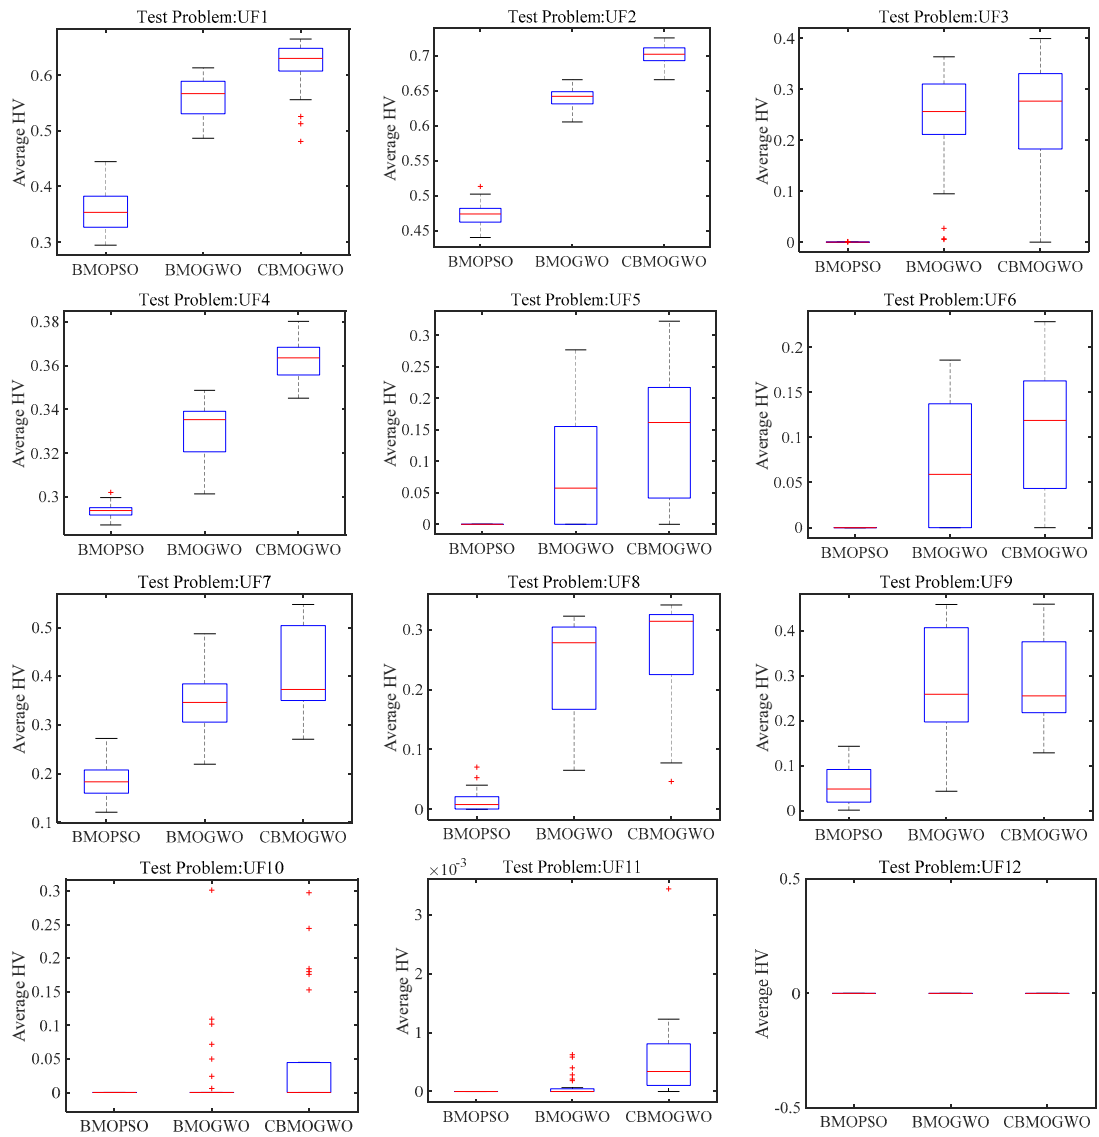 Test Problem:UF1
Average HV
0.6
0.5
0.4
0.3
BMOPSO BMOGWO CBMOGWO
Test Problem:UF2
Average HV
0.7
0.65
0.6
0.55
0.5
0.45
BMOPSO BMOGWO CBMOGWO
Test Problem:UF3
Average HV
0.4
0.3
0.2
0.1
0
BMOPSO BMOGWO CBMOGWO
Test Problem:UF4
Average HV
0.38
0.36
0.34
0.32
0.3
BMOPSO BMOGWO CBMOGWO
Test Problem:UF5
Average HV
0.3
0.25
0.2
0.15
0.1
0.05
0
BMOPSO BMOGWO CBMOGWO
Test Problem:UF6
Average HV
0.2
0.15
0.1
0.05
0
BMOPSO BMOGWO CBMOGWO
Test Problem:UF7
Average HV
0.5
0.4
0.3
0.2
0.1
BMOPSO BMOGWO CBMOGWO
Test Problem:UF8
Average HV
0.3
0.2
0.1
0
BMOPSO BMOGWO CBMOGWO
Test Problem:UF9
Average HV
0.4
0.3
0.2
0.1
0
BMOPSO BMOGWO CBMOGWO
Test Problem:UF10
Average HV
0.3
0.25
0.2
0.15
0.1
0.05
0
BMOPSO BMOGWO CBMOGWO
×10-3
Test Problem:UF11
Average HV
3
2
1
0
BMOPSO BMOGWO CBMOGWO
Test Problem:UF12
Average HV
0.5
0
-0.5
BMOPSO BMOGWO CBMOGWO